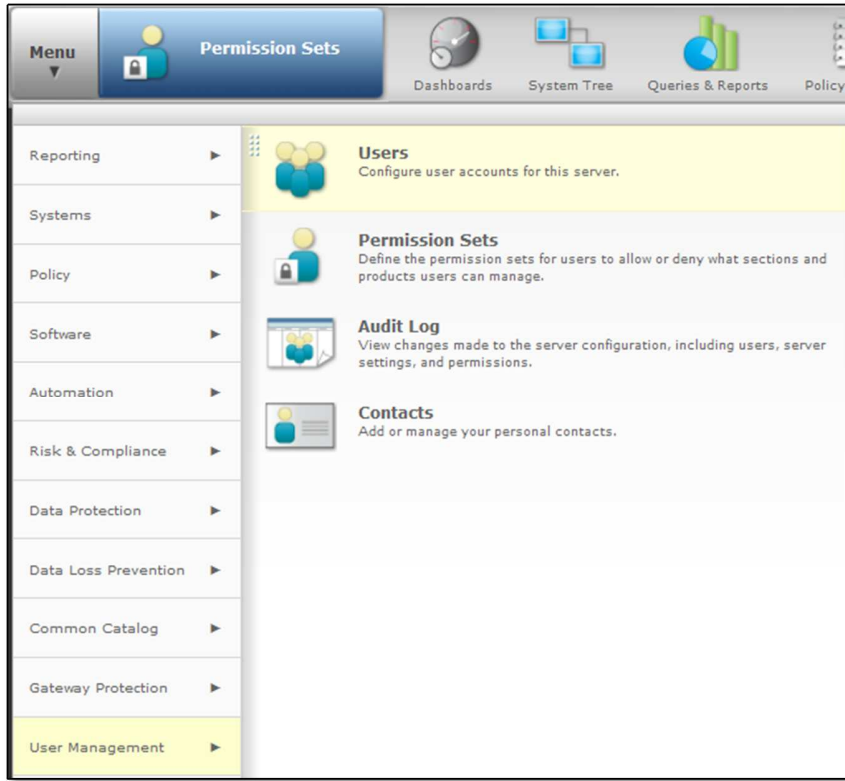 Menu
Permission Sets
Dashboards
System Tree
Queries & Reports
Policy
Reporting
Systems
Policy
Software
Automation
Risk & Compliance
Data Protection
Data Loss Prevention
Common Catalog
Gateway Protection
User Management
Users
Configure user accounts for this server.
Permission Sets
Define the permission sets for users to allow or deny what sections and
products users can manage.
Audit Log
View changes made to the server configuration, including users, server
settings, and permissions.
Contacts
Add or manage your personal contacts.